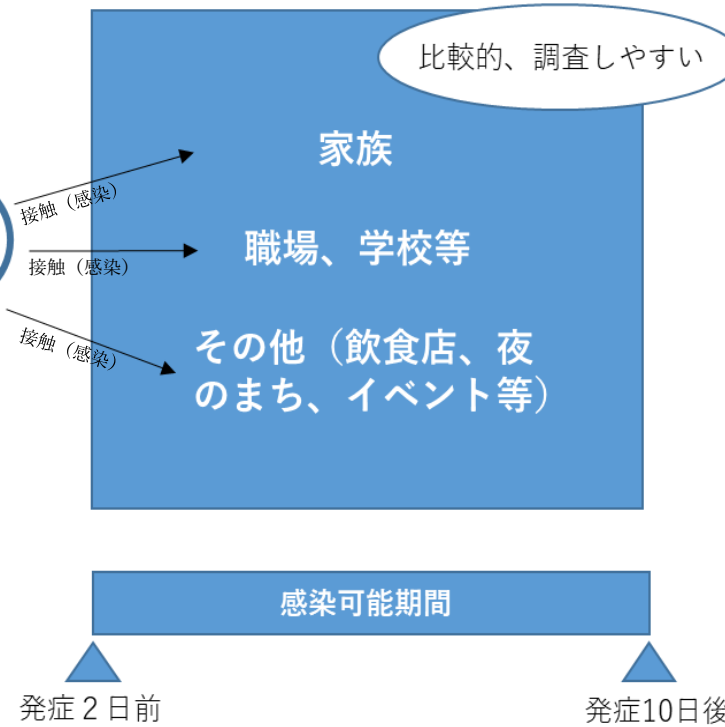 比較的、調査しやすい
家族
接触（感染）
職場、学校等
接触（感染）
接触（感染）
その他（飲食店、夜
のまち、イベント等）
感染可能期間
発症２日前
発症10日後